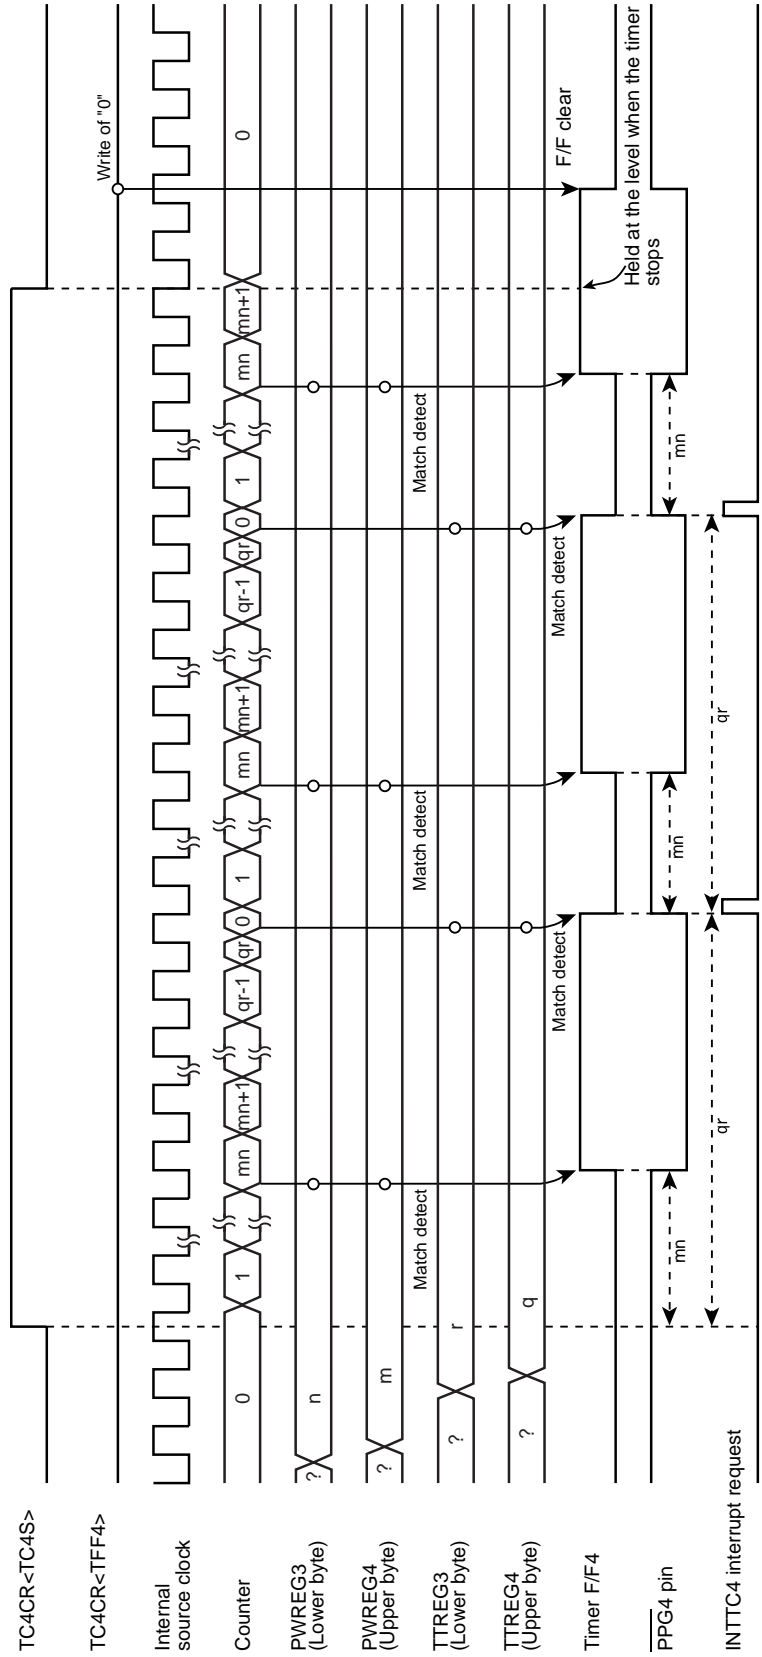 TC4CR<TC4S>
TC4CR<TFF4>
Write of "0"
Internal
source clock
Counter
0
1
mn
mn+1
qr-1
qr
0
1
mn
mn+1
qr-1
qr
0
1
mn
mn+1
0
PWREG3
(Lower byte)
?
n
PWREG4
(Upper byte)
?
m
Match detect
Match detect
Match detect
TTREG3
(Lower byte)
?
r
TTREG4
(Upper byte)
?
q
Match detect
Match detect
F/F clear
Timer F/F4
Held at the level when the timer
stops
PPG4 pin
mn
mn
mn
qr
qr
INTTC4 interrupt request